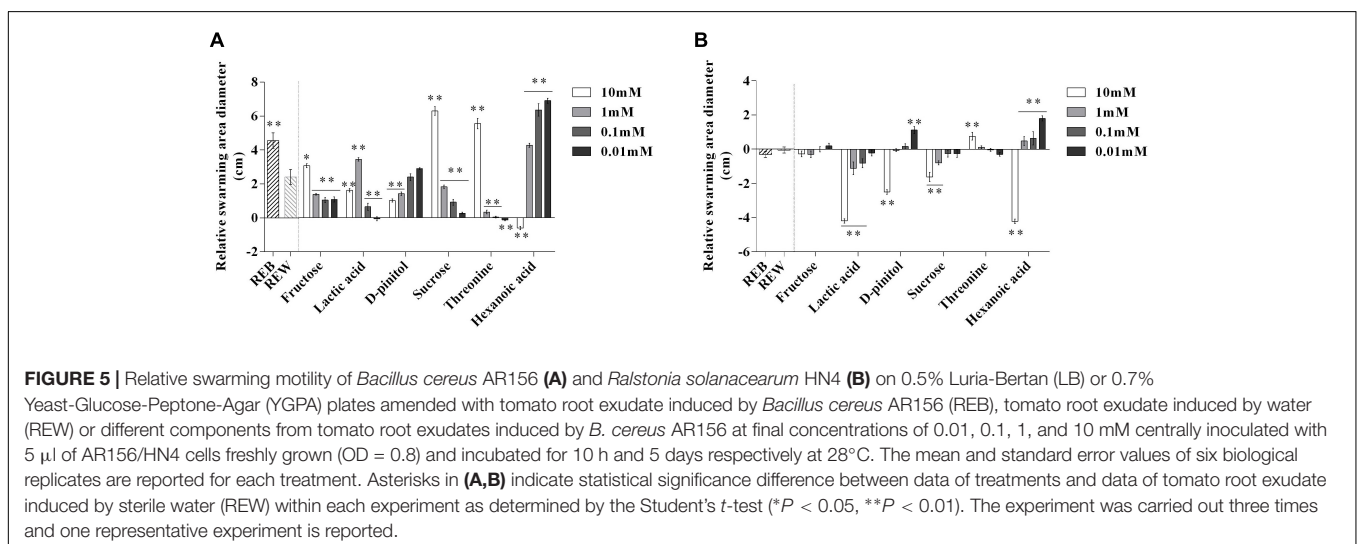 A
Relative swarming area diameter
(cm)
8
6
4
2
0
-2
** * ** ** ** ** ** ** ** ** ** ** ** **
REB
REW
Fructose
Lactic acid
D-pinitol
Sucrose
Threonine
Hexanoic acid
10mM
1mM
0.1mM
0.01mM
B
Relative swarming area diameter
(cm)
4
2
0
-2
-4
-6
** ** ** ** ** ** **
REB
REW
Fructose
Lactic acid
D-pinitol
Sucrose
Threonine
Hexanoic acid
10mM
1mM
0.1mM
0.01mM
FIGURE 5 | Relative swarming motility of Bacillus cereus AR156 (A) and Ralstonia solanacearum HN4 (B) on 0.5% Luria-Bertan (LB) or 0.7%
Yeast-Glucose-Peptone-Agar (YGPA) plates amended with tomato root exudate induced by Bacillus cereus AR156 (REB), tomato root exudate induced by water
(REW) or different components from tomato root exudates induced by B. cereus AR156 at final concentrations of 0.01, 0.1, 1, and 10 mM centrally inoculated with
5 μl of AR156/HN4 cells freshly grown (OD = 0.8) and incubated for 10 h and 5 days respectively at 28°C. The mean and standard error values of six biological
replicates are reported for each treatment. Asterisks in (A,B) indicate statistical significance difference between data of treatments and data of tomato root exudate
induced by sterile water (REW) within each experiment as determined by the Student's t-test (*P < 0.05, **P < 0.01). The experiment was carried out three times
and one representative experiment is reported.